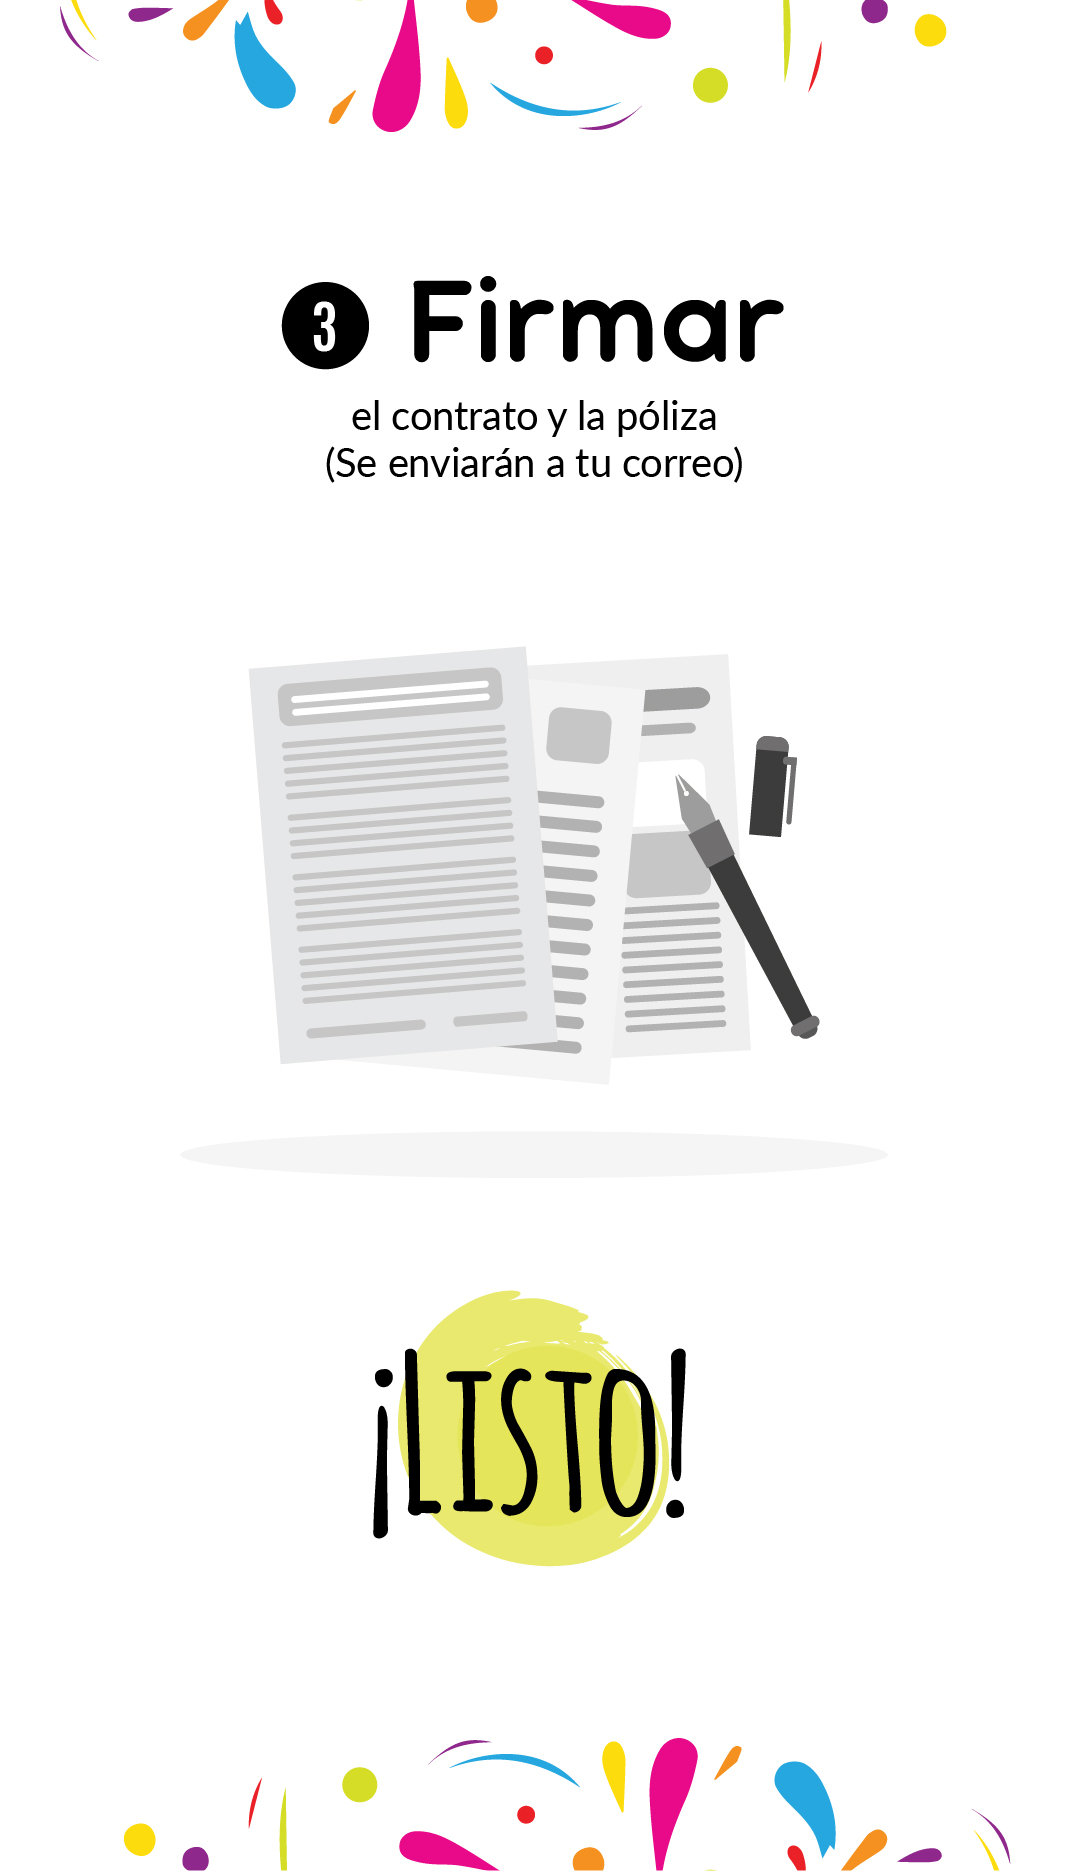 3 Firmar
el contrato y la póliza
(Se enviarán a tu correo)
¡LISTO!